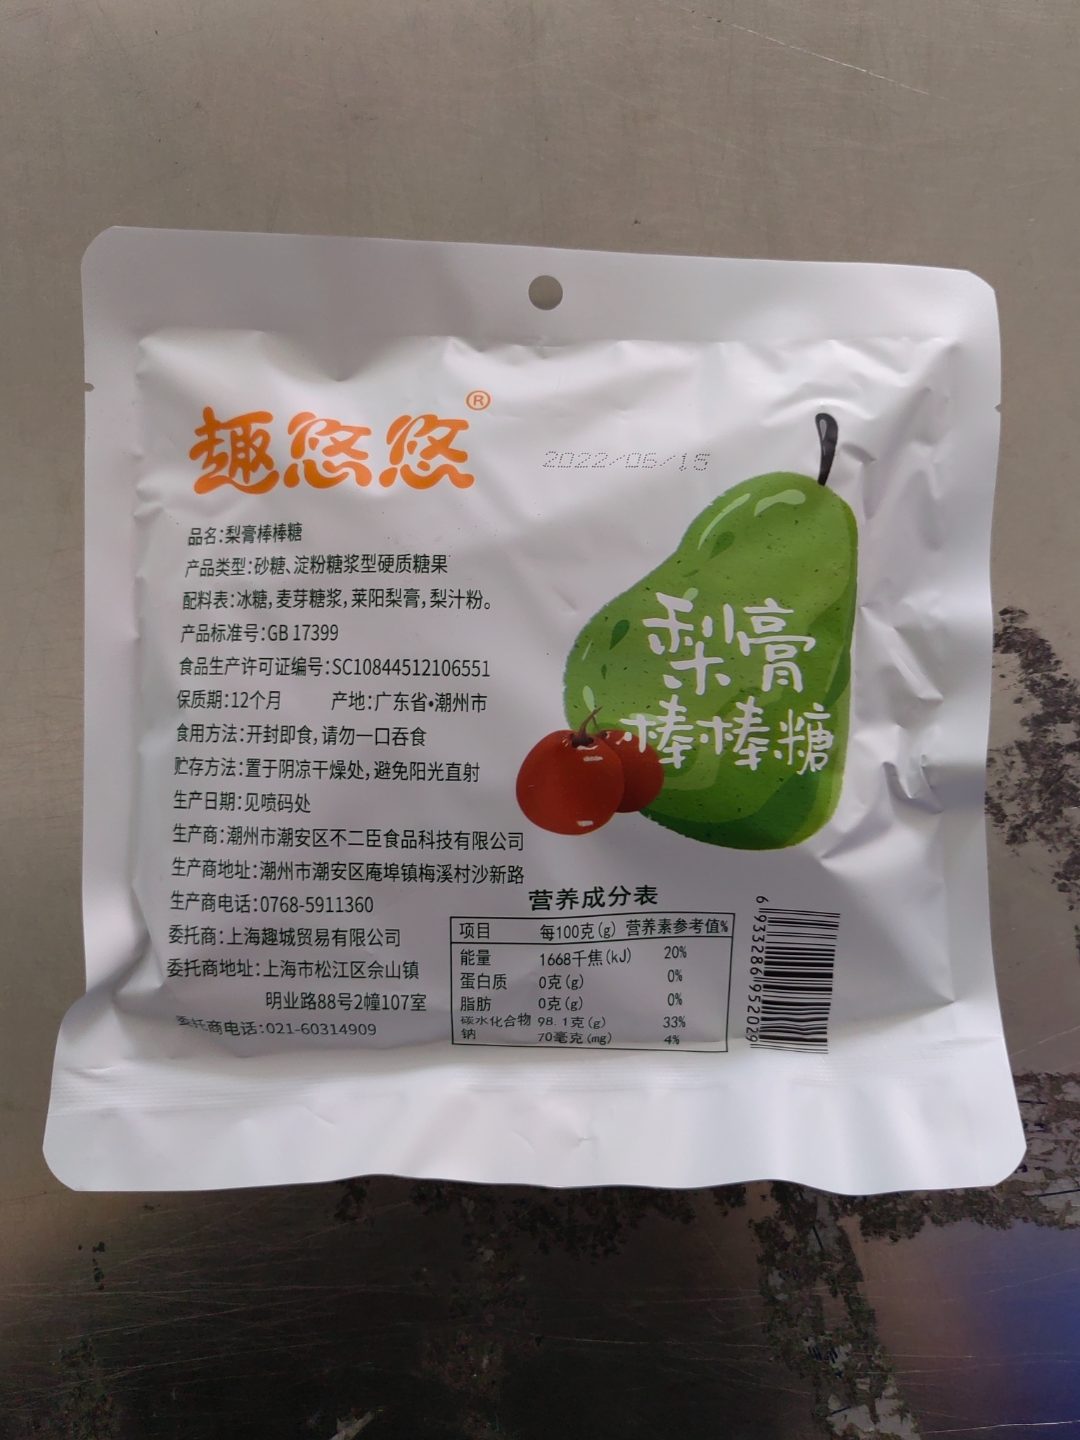 趣悠悠®
2022/06/15
品名:梨膏棒棒糖
产品类型:砂糖、淀粉糖浆型硬质糖果
配料表:冰糖,麦芽糖浆,莱阳梨膏,梨汁粉。
产品标准号:GB 17399
食品生产许可证编号:SC10844512106551
保质期:12个月 产地:广东省•潮州市
食用方法:开封即食,请勿一口吞食
贮存方法:置于阴凉干燥处,避免阳光直射
生产日期:见喷码处
生产商:潮州市潮安区不二臣食品科技有限公司
生产商地址:潮州市潮安区庵埠镇梅溪村沙新路
生产商电话:0768-5911360
委托商:上海趣城贸易有限公司
委托商地址:上海市松江区佘山镇
明业路88号2幢107室
委托商电话:021-60314909
梨膏
棒棒糖
营养成分表
项目 每100克(g) 营养素参考值%
能量 1668千焦(kJ) 20%
蛋白质 0克(g) 0%
脂肪 0克(g) 0%
碳水化合物 98.1克(g) 33%
钠 70毫克(mg) 4%
6933286952029